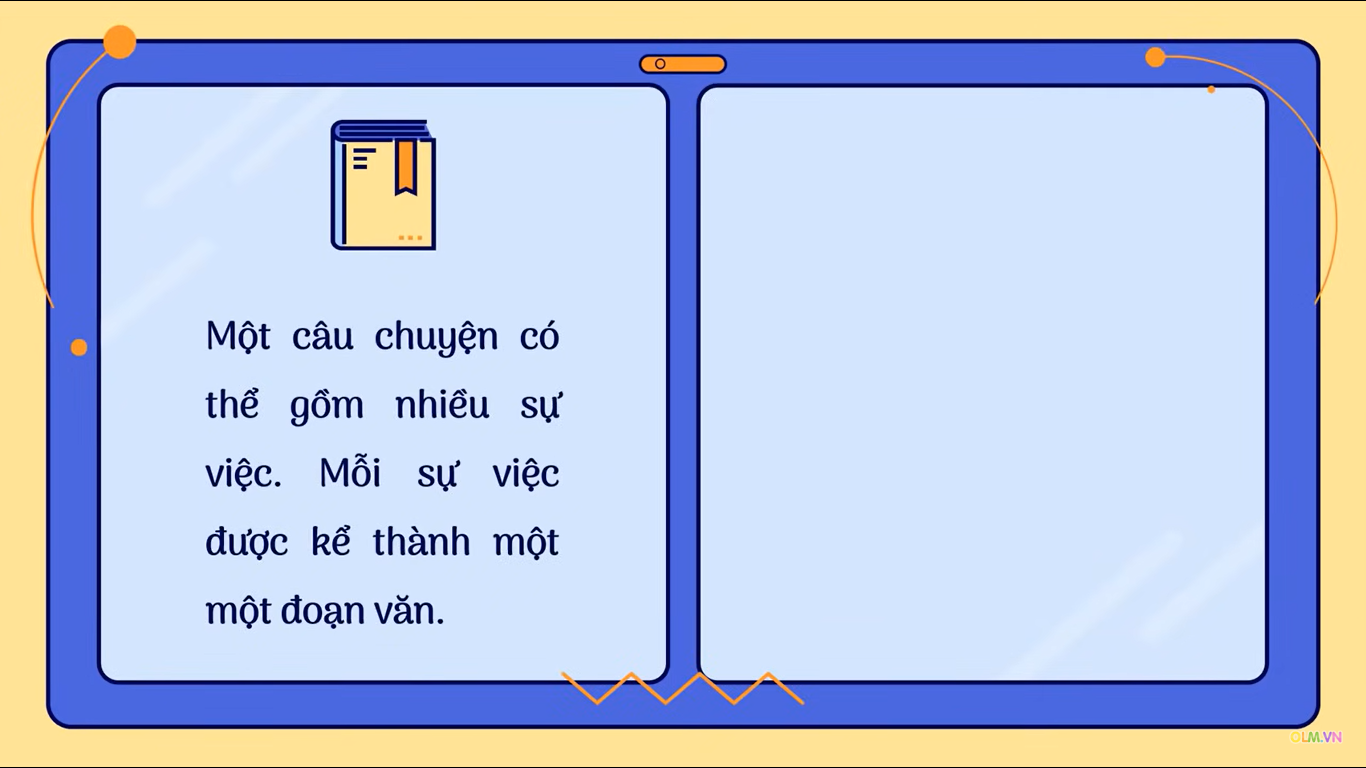 Một câu chuyện có
thể gồm nhiều sự
việc. Mỗi sự việc
được kể thành một
một đoạn văn.
OLM.VN